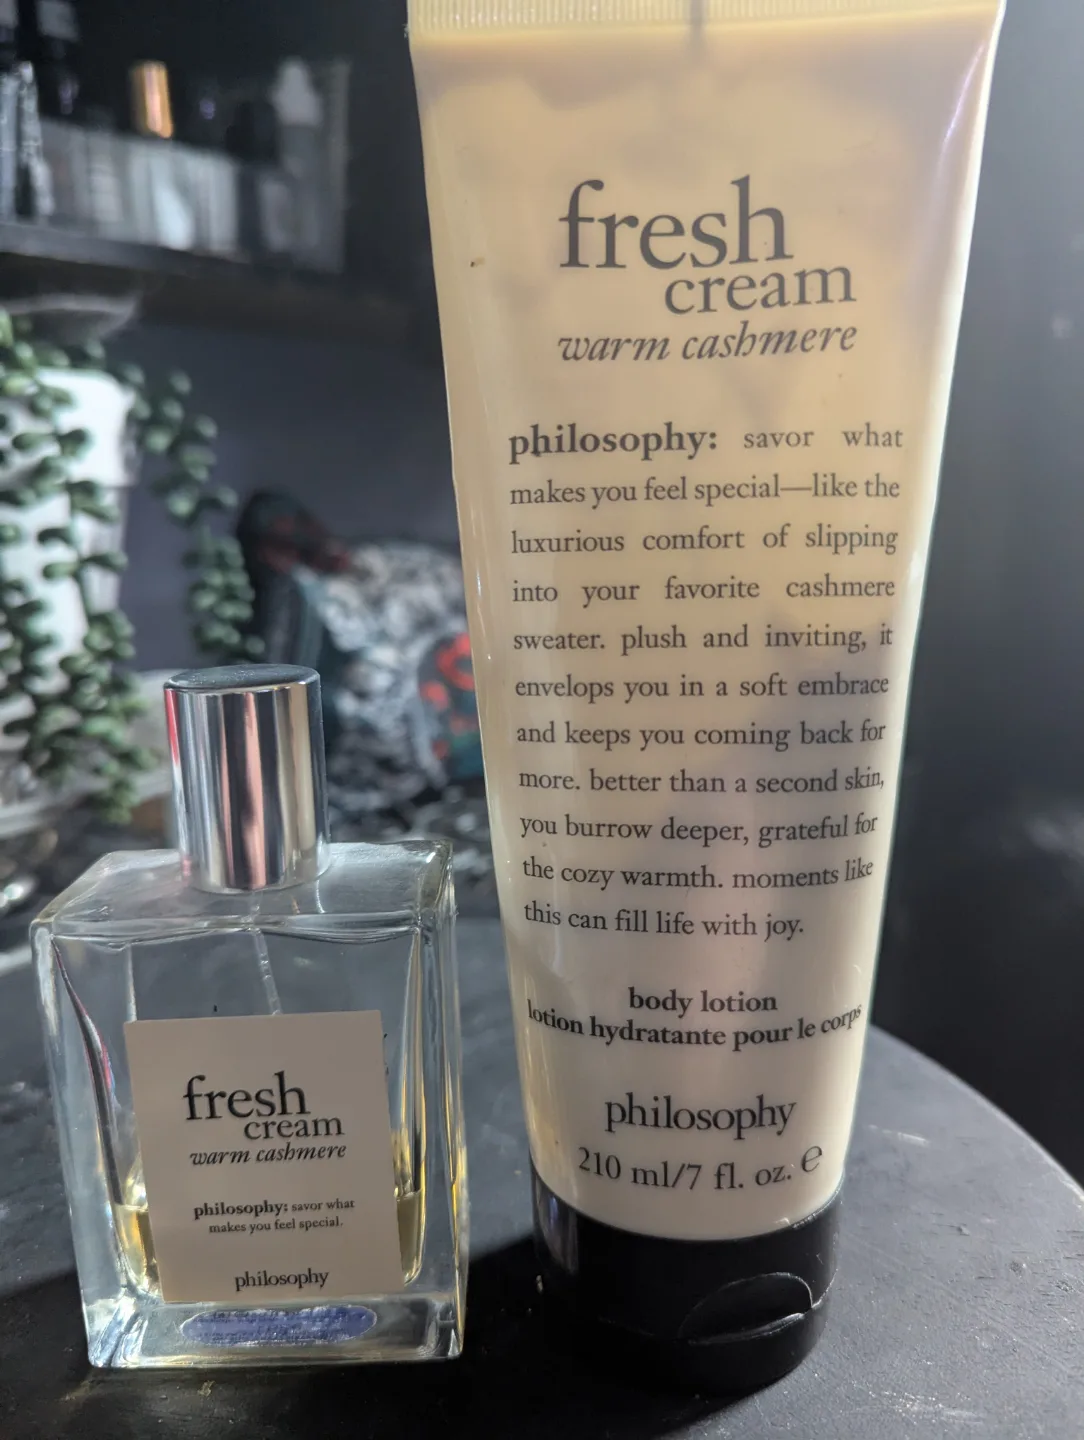 fresh
cream
warm cashmere
philosophy: savor what
makes you feel special—like the
luxurious comfort of slipping
into your favorite cashmere
sweater. plush and inviting, it
envelops you in a soft embrace
and keeps you coming back for
more. better than a second skin,
you burrow deeper, grateful for
the cozy warmth. moments like
this can fill life with joy.
body lotion
lotion hydratante pour le corps
philosophy
210 ml/7 fl. oz. e
fresh
cream
warm cashmere
philosophy: savor what
makes you feel special.
philosophy